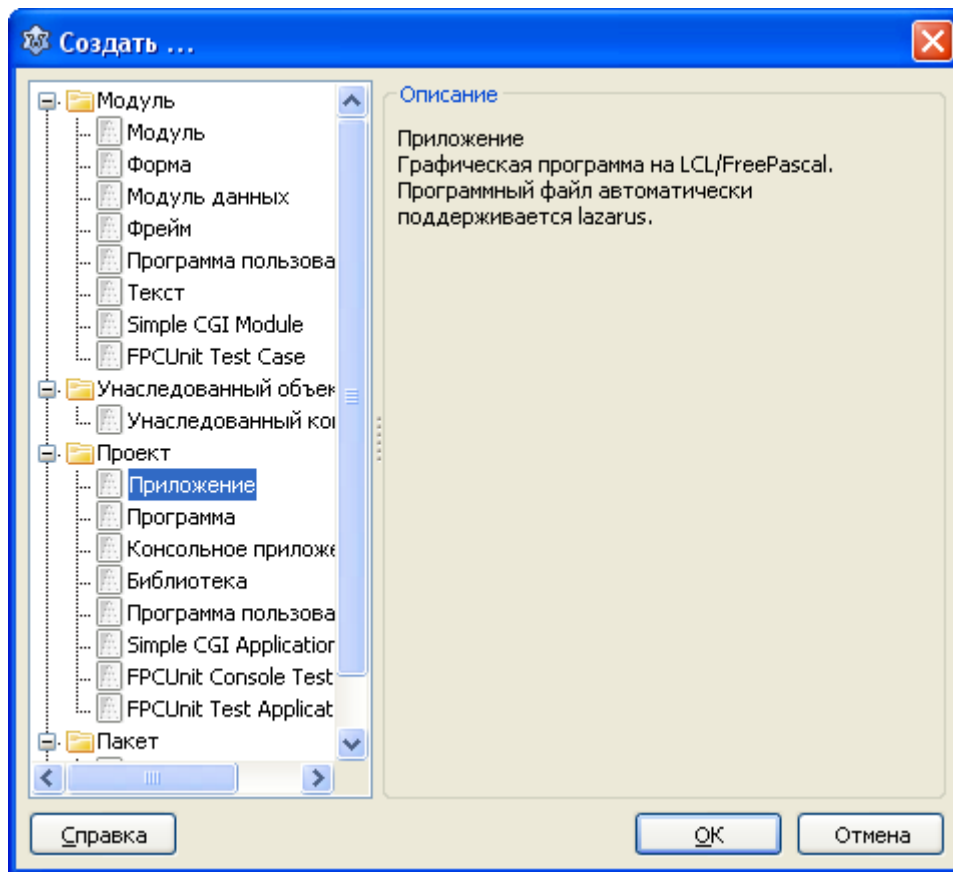 Создать ...
Модуль
Модуль
Форма
Модуль данных
Фрейм
Программа пользова
Текст
Simple CGI Module
FPCUnit Test Case
Унаследованный объек
Унаследованный
Проект
Приложение
Программа
Консольное приложе
Библиотека
Программа пользова
Simple CGI Application
FPCUnit Console Test
FPCUnit Test Applicat
Пакет
Описание
Приложение
Графическая программа на LCL/FreePascal.
Программный файл автоматически
поддерживается lazarus.
Справка
OK
Отмена